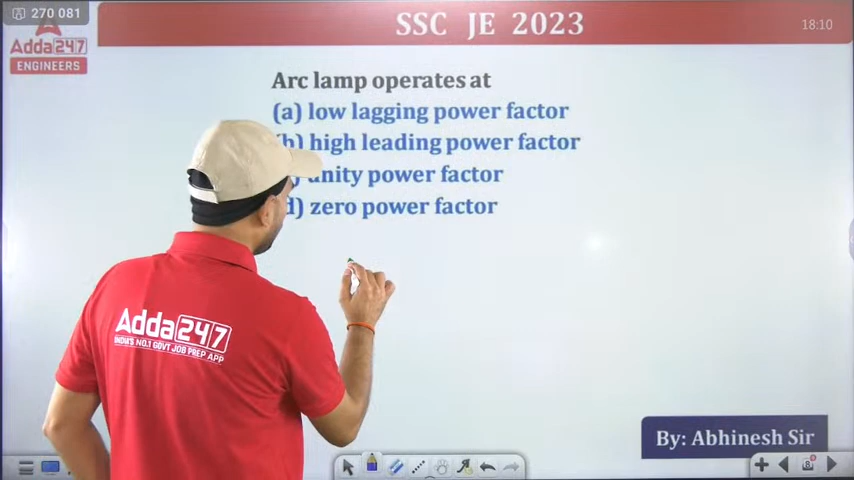 270 081
Adda247
ENGINEERS
SSC JE 2023
18:10
Arc lamp operates at
(a) low lagging power factor
(b) high leading power factor
unity power factor
(d) zero power factor
Adda247
INDIA'S NO.1 GOVT JOB PREP APP
By: Abhinesh Sir
8